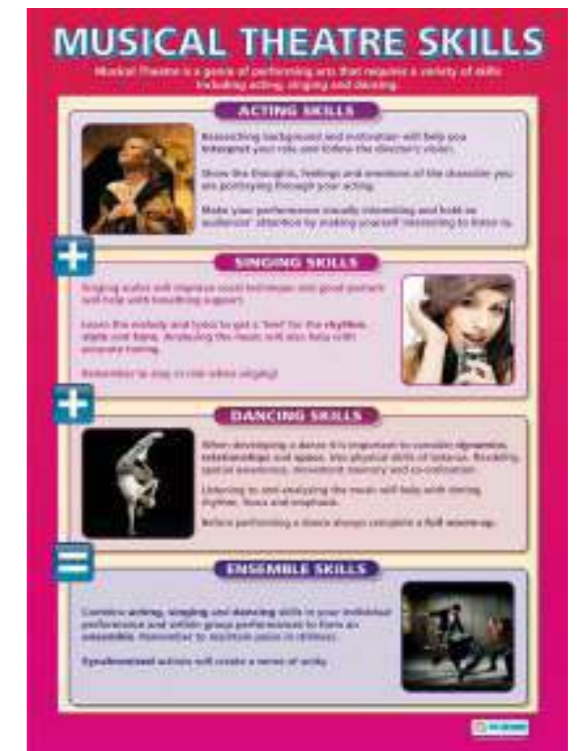 MUSICAL THEATRE SKILLS
Musical Theatre is a genre of performing arts that requires a variety of skills
including acting, singing and dancing.
ACTING SKILLS
Researching background and motivation will help you
interpret your role and follow the director's vision.
Show the thoughts, feelings and emotions of the character you
are portraying through your acting.
Make your performance visually interesting and hold an
audiences' attention by making yourself interesting to listen to.
SINGING SKILLS
Singing scales will improve vocal technique and good posture
will help with breathing support.
Learn the melody and lyrics to get a 'feel' for the rhythm,
style and Analysing the music will also help with
accurate tuning.
Remember to stay in role when singing!
DANCING SKILLS
When developing a dance it is important to consider dynamics,
relationships and space. Use physical skills of balance, flexibility,
spatial awareness, movement memory and co-ordination.
Listening to and analysing the music will help with timing,
rhythm, focus and emphasis.
Before performing a dance always complete a full warm-up.
ENSEMBLE SKILLS
Combine acting, singing and dancing skills in your individual
performance and within group performances to form an
ensemble. Remember to maintain poise in stillness.
Synchronised actions will create a sense of unity.